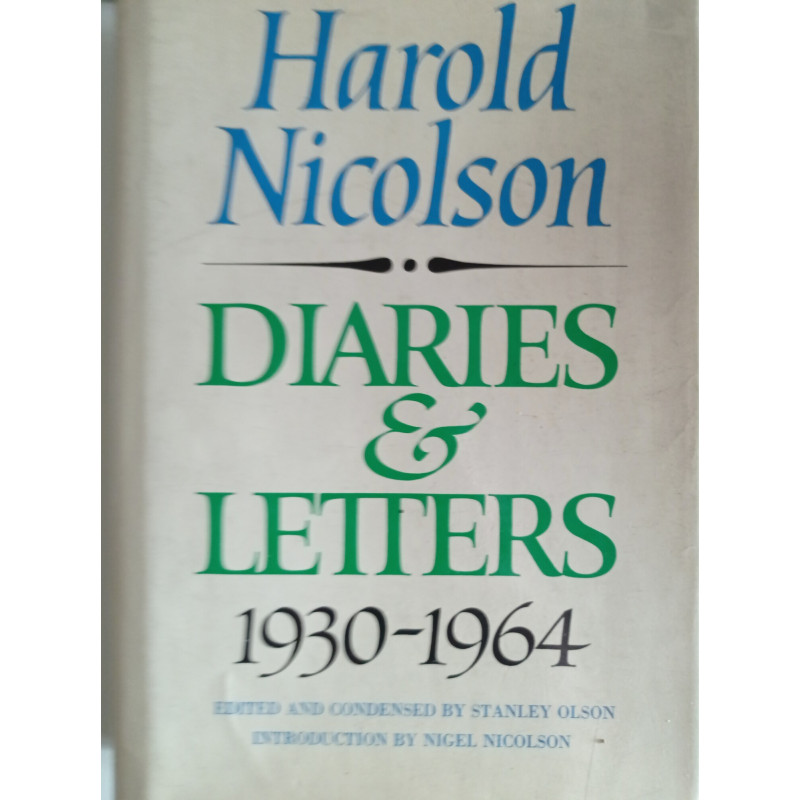 Harold
Nicolson
DIARIES
&
LETTERS
1930-1964
EDITED AND CONDENSED BY STANLEY OLSON
INTRODUCTION BY NIGEL NICOLSON